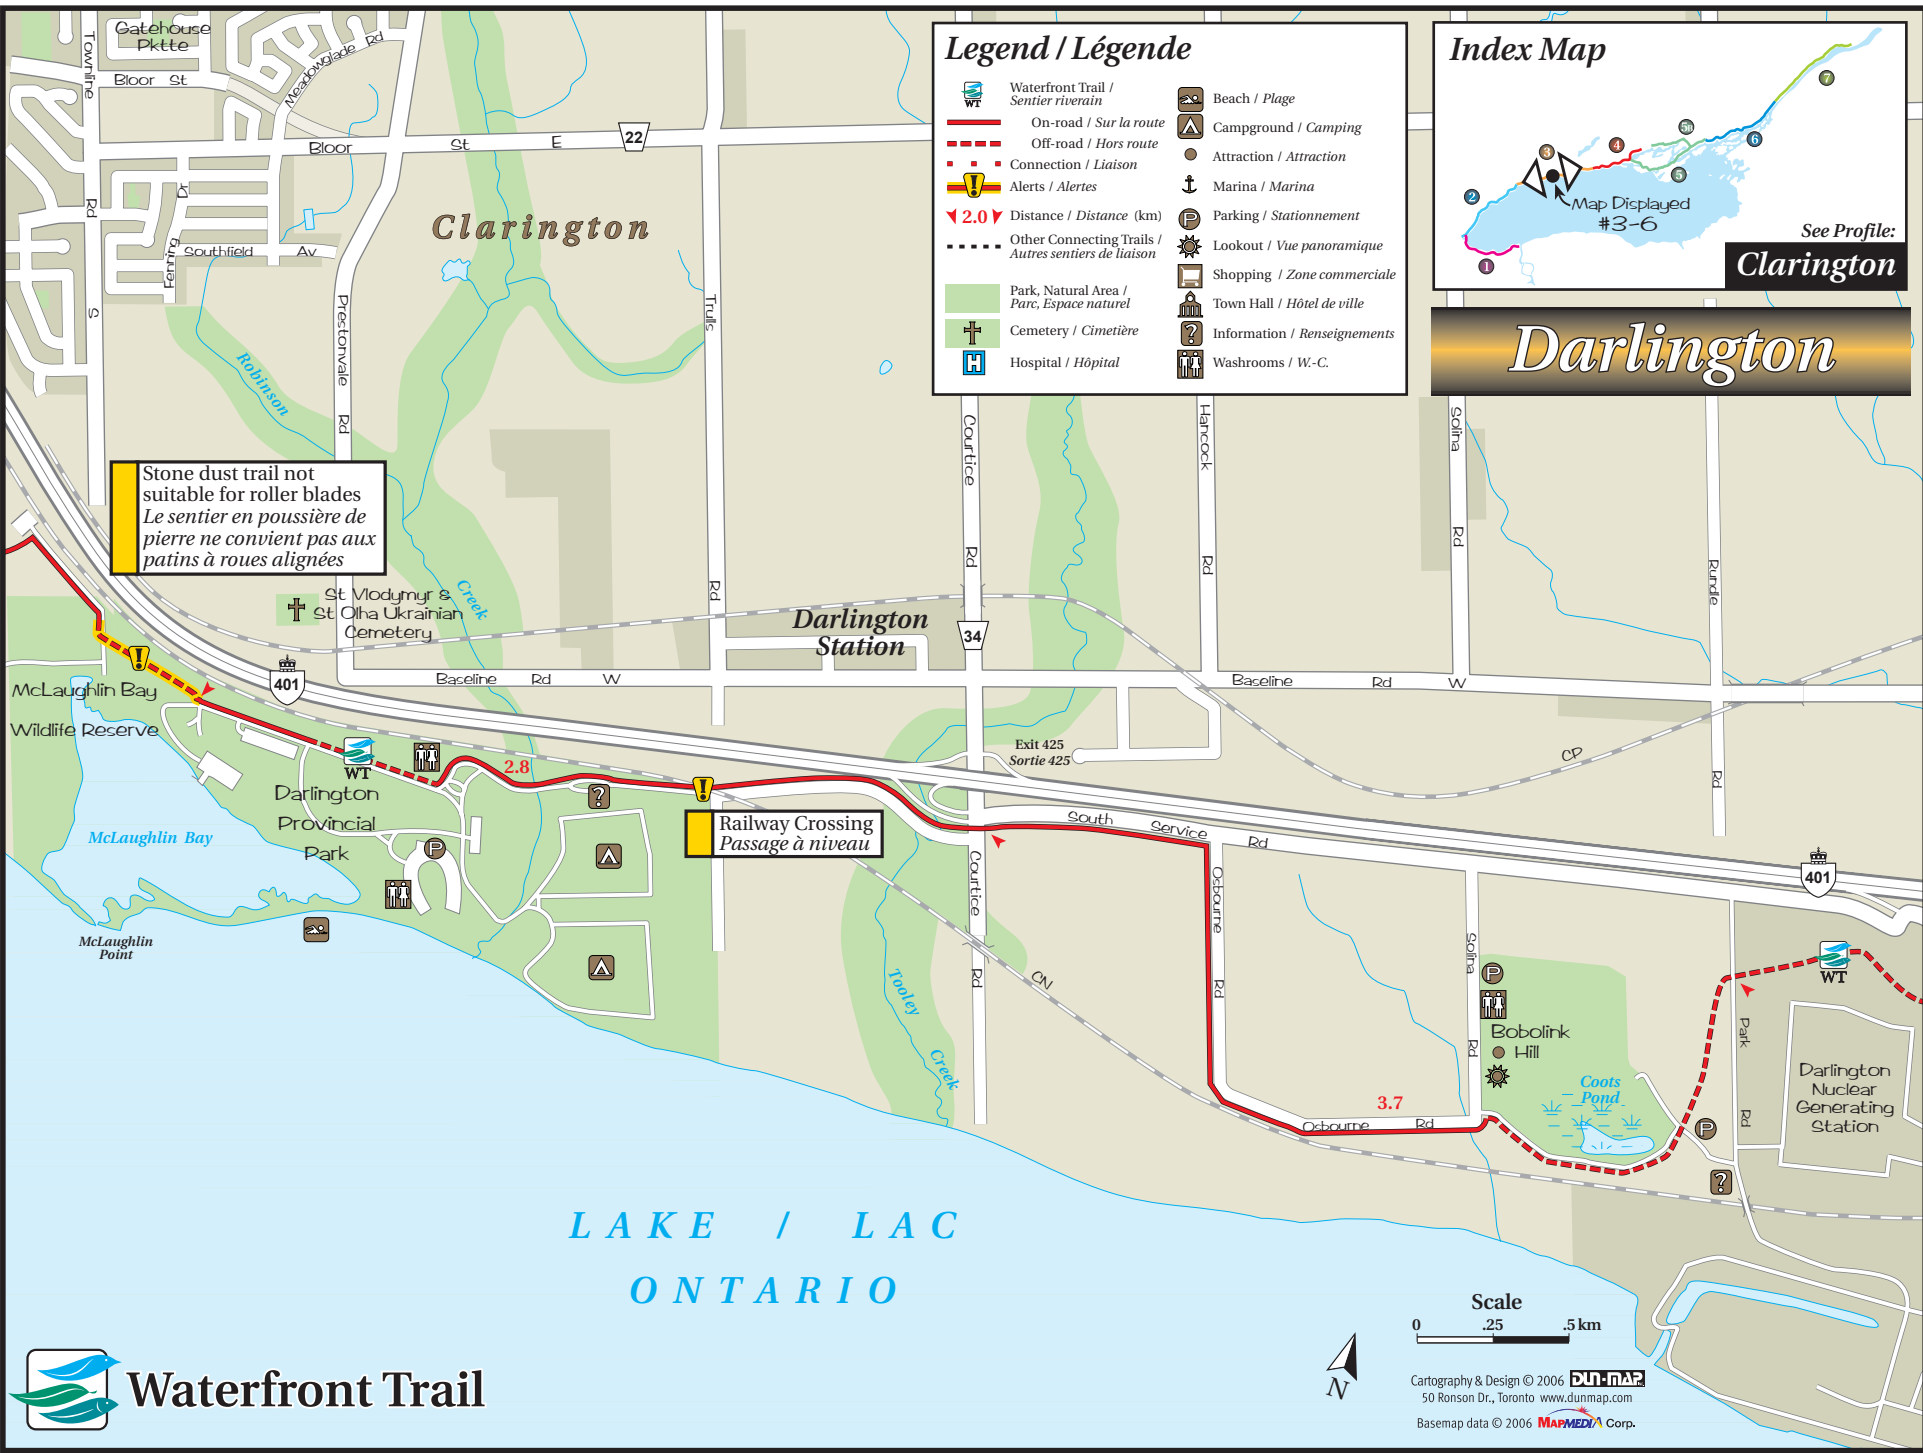 Gatehouse
Pktte
Townline
Rd
S
Bloor St
Meadowglade Rd
Bloor St E
22
Dr
Fenning
Southfield Av
Prestonvale
Rd
Trulls
Rd
Clarington
Robinson
Creek
Legend / Légende
Waterfront Trail /
Sentier riverain
WT
On-road / Sur la route
Off-road / Hors route
Connection / Liaison
Alerts / Alertes
2.0
Distance / Distance (km)
Other Connecting Trails /
Autres sentiers de liaison
Park, Natural Area /
Parc, Espace naturel
Cemetery / Cimetière
H
Hospital / Hôpital
Beach / Plage
Campground / Camping
Attraction / Attraction
Marina / Marina
P
Parking / Stationnement
Lookout / Vue panoramique
Shopping / Zone commerciale
Town Hall / Hôtel de ville
?
Information / Renseignements
Washrooms / W.-C.
Index Map
1
2
3
4
5
5B
6
7
Map Displayed
#3-6
See Profile:
Clarington
Darlington
Courtice
Rd
Hancock
Rd
Solina
Rd
Rundle
Rd
Stone dust trail not
suitable for roller blades
Le sentier en poussière de
pierre ne convient pas aux
patins à roues alignées
St Vlodymyr &
St Olha Ukrainian
Cemetery
Darlington
Station
34
401
Baseline Rd W
Baseline Rd W
McLaughlin Bay
Wildlife Reserve
WT
Darlington
Provincial
Park
McLaughlin Bay
McLaughlin
Point
2.8
?
P
!
!
Railway Crossing
Passage à niveau
Exit 425
Sortie 425
CP
South Service Rd
401
Courtice
Rd
CN
Tooley
Creek
Osbourne
Rd
Osbourne Rd
3.7
Solina
Rd
P
Bobolink
Hill
Coots
Pond
WT
Park
Rd
P
?
Darlington
Nuclear
Generating
Station
LAKE / LAC
ONTARIO
Waterfront Trail
N
Scale
0 .25 .5 km
Cartography & Design © 2006 DUN·MAP
50 Ronson Dr., Toronto www.dunmap.com
Basemap data © 2006 MAPMEDIA Corp.